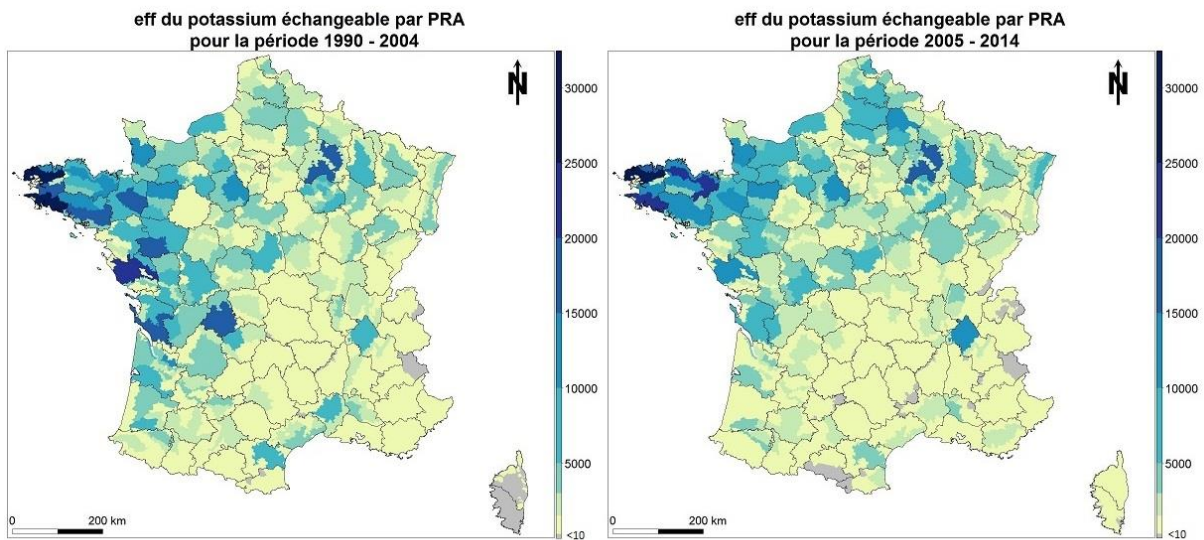 eff du potassium échangeable par PRA
pour la période 1990 - 2004
N
30000
25000
20000
15000
10000
5000
<10
0 200 km
eff du potassium échangeable par PRA
pour la période 2005 - 2014
N
30000
25000
20000
15000
10000
5000
<10
0 200 km